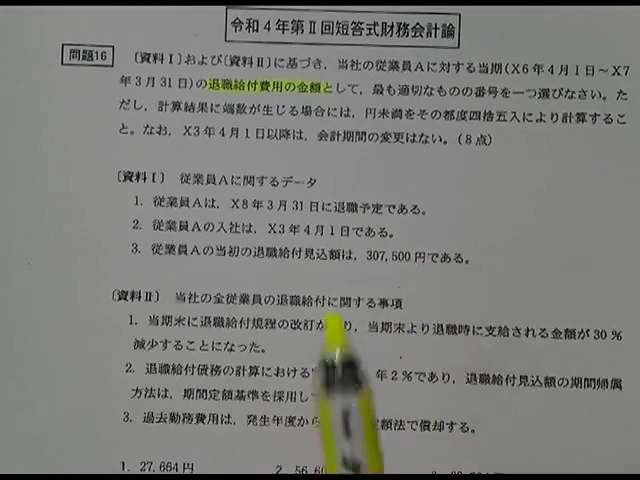 令和4年第Ⅱ回短答式財務会計論
問題16 〔資料Ⅰ〕および〔資料Ⅱ〕に基づき，当社の従業員Aに対する当期(X6年4月1日～X7
年3月31日)の退職給付費用の金額として，最も適切なものの番号を一つ選びなさい。た
だし，計算結果に端数が生じる場合には，円未満をその都度四捨五入により計算するこ
と。なお，X3年4月1日以降は，会計期間の変更はない。(8点)
〔資料Ⅰ〕 従業員Aに関するデータ
1. 従業員Aは，X8年3月31日に退職予定である。
2. 従業員Aの入社は，X3年4月1日である。
3. 従業員Aの当初の退職給付見込額は，307,500円である。
〔資料Ⅱ〕 当社の全従業員の退職給付に関する事項
1. 当期末に退職給付規程の改訂が り，当期末より退職時に支給される金額が30%
減少することになった。
2. 退職給付債務の計算における 年2%であり，退職給付見込額の期間帰属
方法は，期間定額基準を採用し
3. 過去勤務費用は，発生年度から 定額法で償却する。
1. 27,664円 2. 56,60